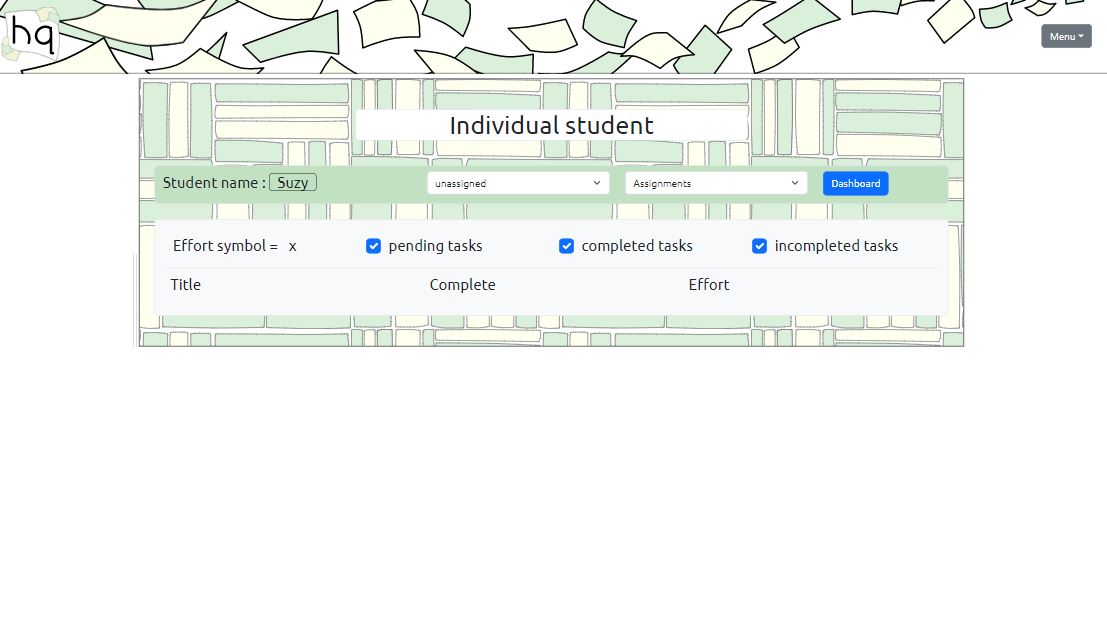 hq
Menu
Individual student
Student name : Suzy unassigned Assignments Dashboard
Effort symbol = x pending tasks completed tasks incompleted tasks
Title Complete Effort